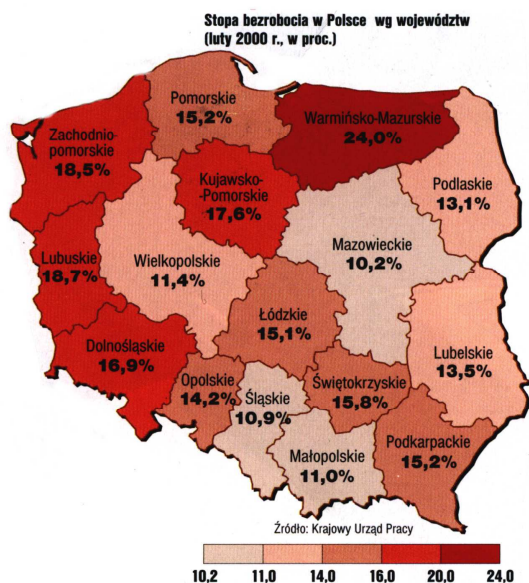 Stopa bezrobocia w Polsce wg województw
(luty 2000 r., w proc.)
Pomorskie
15,2%
Warmińsko-Mazurskie
24,0%
Zachodnio-
pomorskie
18,5%
Kujawsko-
-Pomorskie
17,6%
Podlaskie
13,1%
Mazowieckie
10,2%
Lubuskie
18,7%
Wielkopolskie
11,4%
Łódzkie
15,1%
Dolnośląskie
16,9%
Lubelskie
13,5%
Opolskie
14,2%
Śląskie
10,9%
Świętokrzyskie
15,8%
Małopolskie
11,0%
Podkarpackie
15,2%
Źródło: Krajowy Urząd Pracy
10,2 11,0 14,0 16,0 20,0 24,0